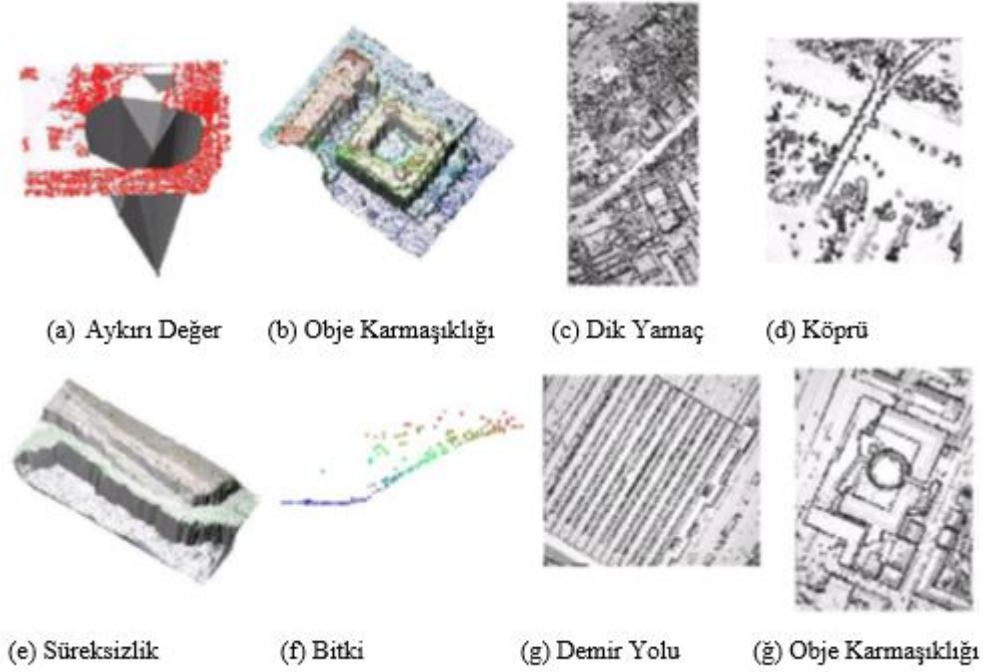 (a) Aykırı Değer (b) Obje Karmaşıklığı (c) Dik Yamaç (d) Köprü
(e) Süreksizlik (f) Bitki (g) Demir Yolu (ğ) Obje Karmaşıklığı